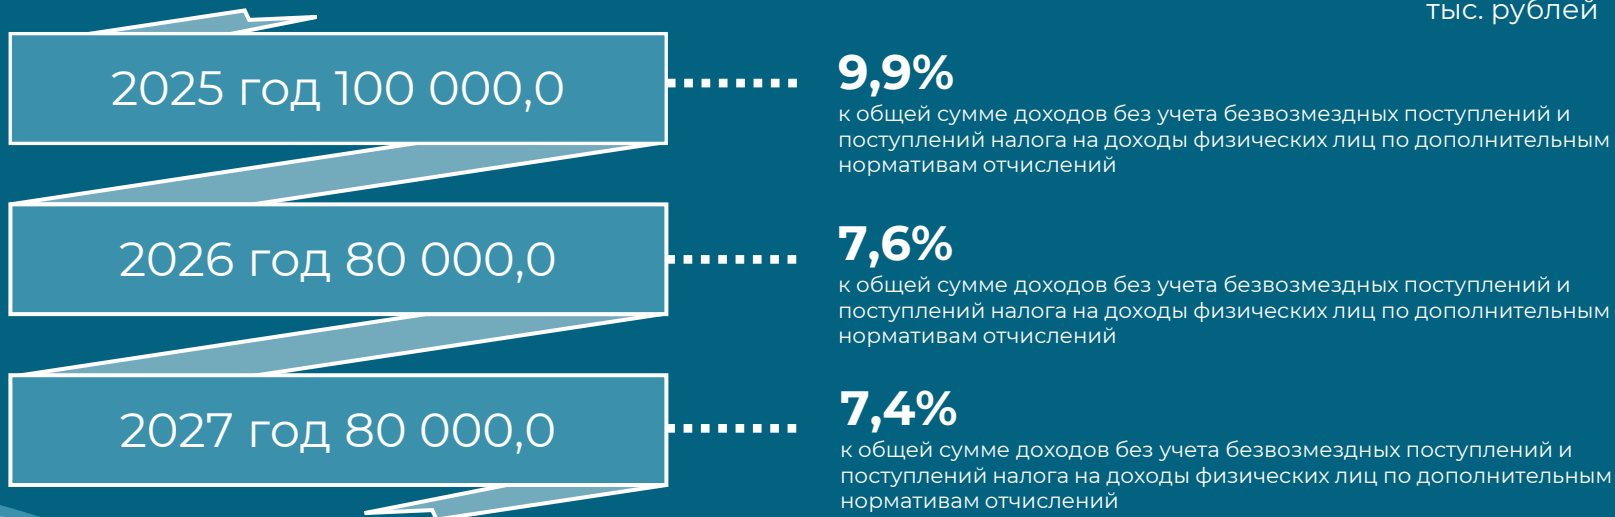 тыс. рублей
2025 год 100 000,0
9,9%
к общей сумме доходов без учета безвозмездных поступлений и
поступлений налога на доходы физических лиц по дополнительным
нормативам отчислений
2026 год 80 000,0
7,6%
к общей сумме доходов без учета безвозмездных поступлений и
поступлений налога на доходы физических лиц по дополнительным
нормативам отчислений
2027 год 80 000,0
7,4%
к общей сумме доходов без учета безвозмездных поступлений и
поступлений налога на доходы физических лиц по дополнительным
нормативам отчислений